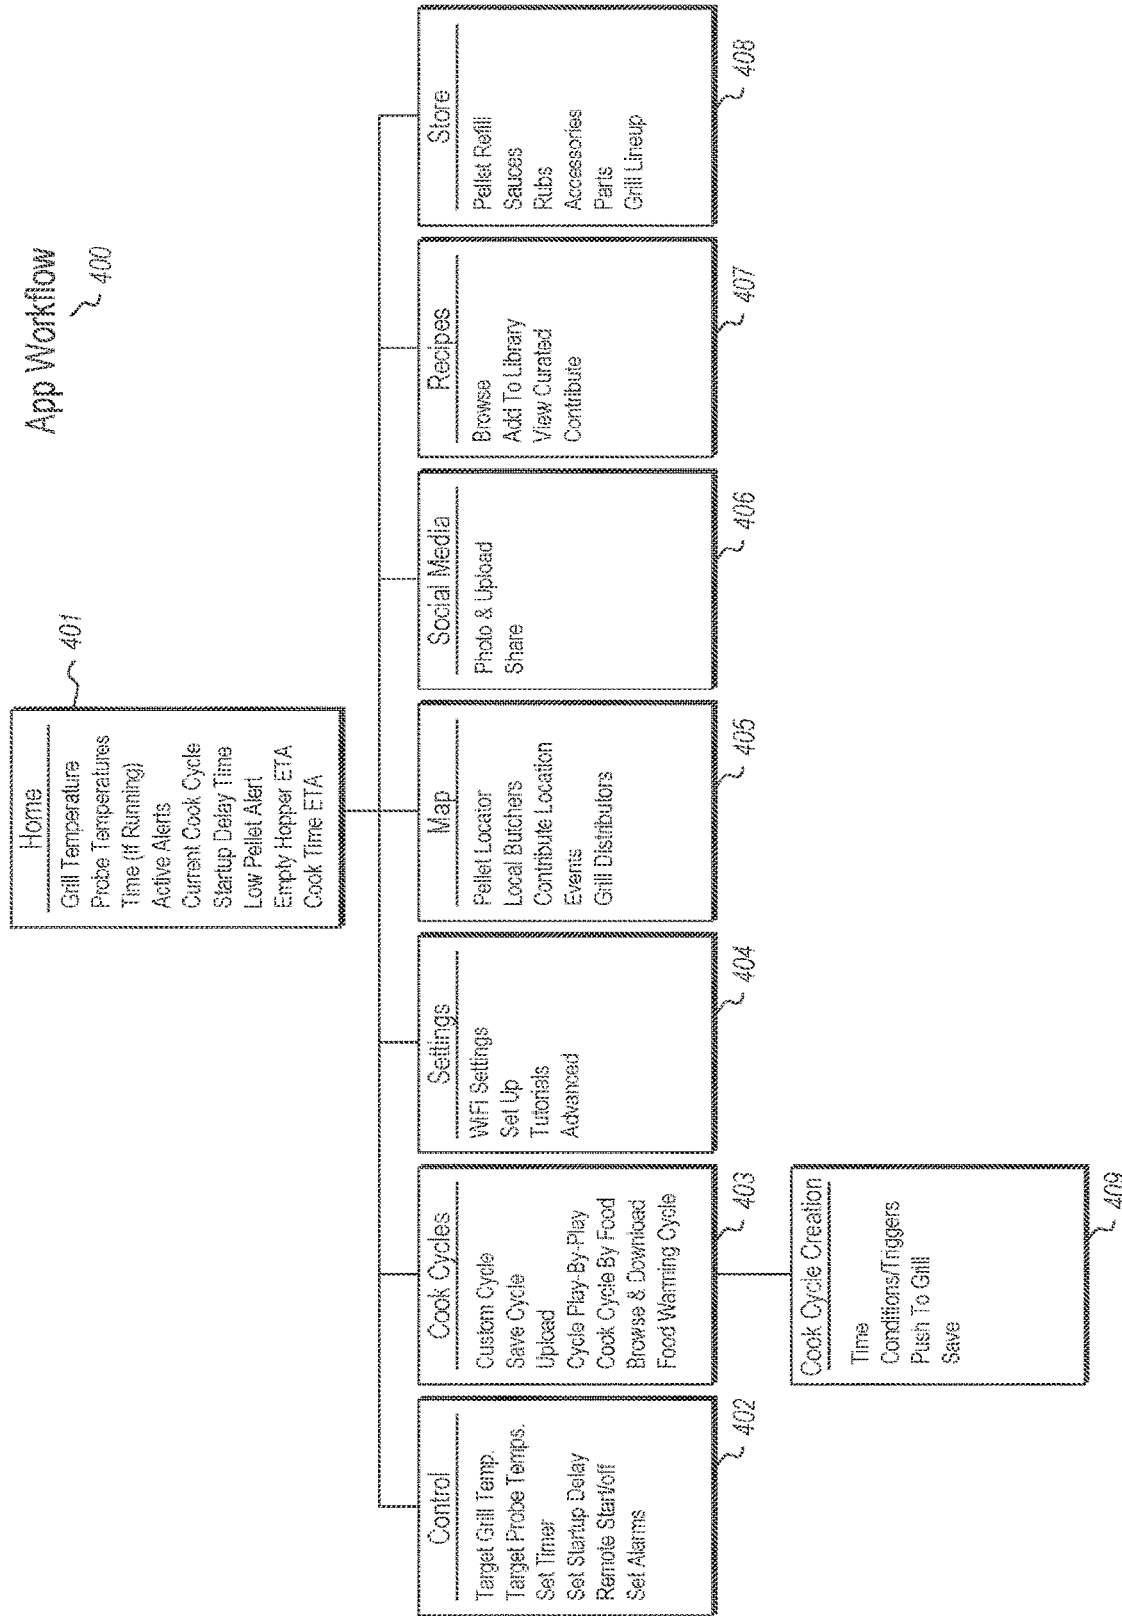 App Workflow
400
Home
Grill Temperature
Probe Temperatures
Time (If Running)
Active Alerts
Current Cook Cycle
Startup Delay Time
Low Pellet Alert
Empty Hopper ETA
Cook Time ETA
401
Control
Target Grill Temp.
Target Probe Temps.
Set Timer
Set Startup Delay
Remote Start/off
Set Alarms
402
Cook Cycles
Custom Cycle
Save Cycle
Upload
Cycle Play-By-Play
Cook Cycle By Food
Browse & Download
Food Warming Cycle
403
Settings
WiFi Settings
Set Up
Tutorials
Advanced
404
Map
Pellet Locator
Local Butchers
Contribute Location
Events
Grill Distributors
405
Social Media
Photo & Upload
Share
406
Recipes
Browse
Add To Library
View Curated
Contribute
407
Store
Pellet Refill
Sauces
Rubs
Accessories
Parts
Grill Lineup
408
Cook Cycle Creation
Time
Conditions/Triggers
Push To Grill
Save
409